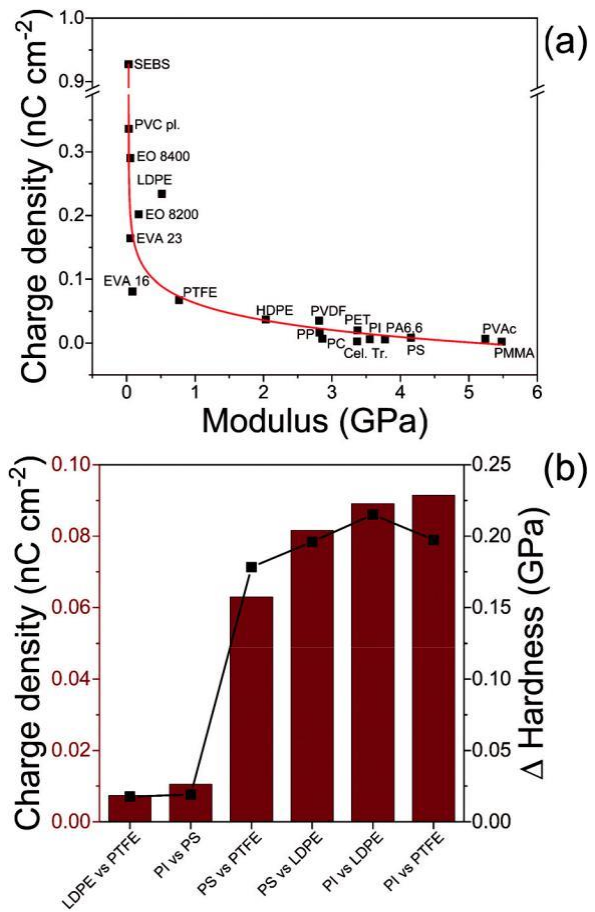 (a)
Charge density (nC cm-2)
1.0
0.9
0.3
0.2
0.1
0.0
SEBS
PVC pl.
EO 8400
LDPE
EO 8200
EVA 23
EVA 16
PTFE
HDPE
PVDF
PP
PC
PET
Cel. Tr.
PI
PA6,6
PS
PVAc
PMMA
0 1 2 3 4 5 6
Modulus (GPa)
(b)
Charge density (nC cm-2)
0.10
0.08
0.06
0.04
0.02
0.00
0.25
0.20
0.15
0.10
0.05
0.00
Δ Hardness (GPa)
LDPE vs PTFE
PI vs PS
PS vs PTFE
PS vs LDPE
PI vs LDPE
PI vs PTFE